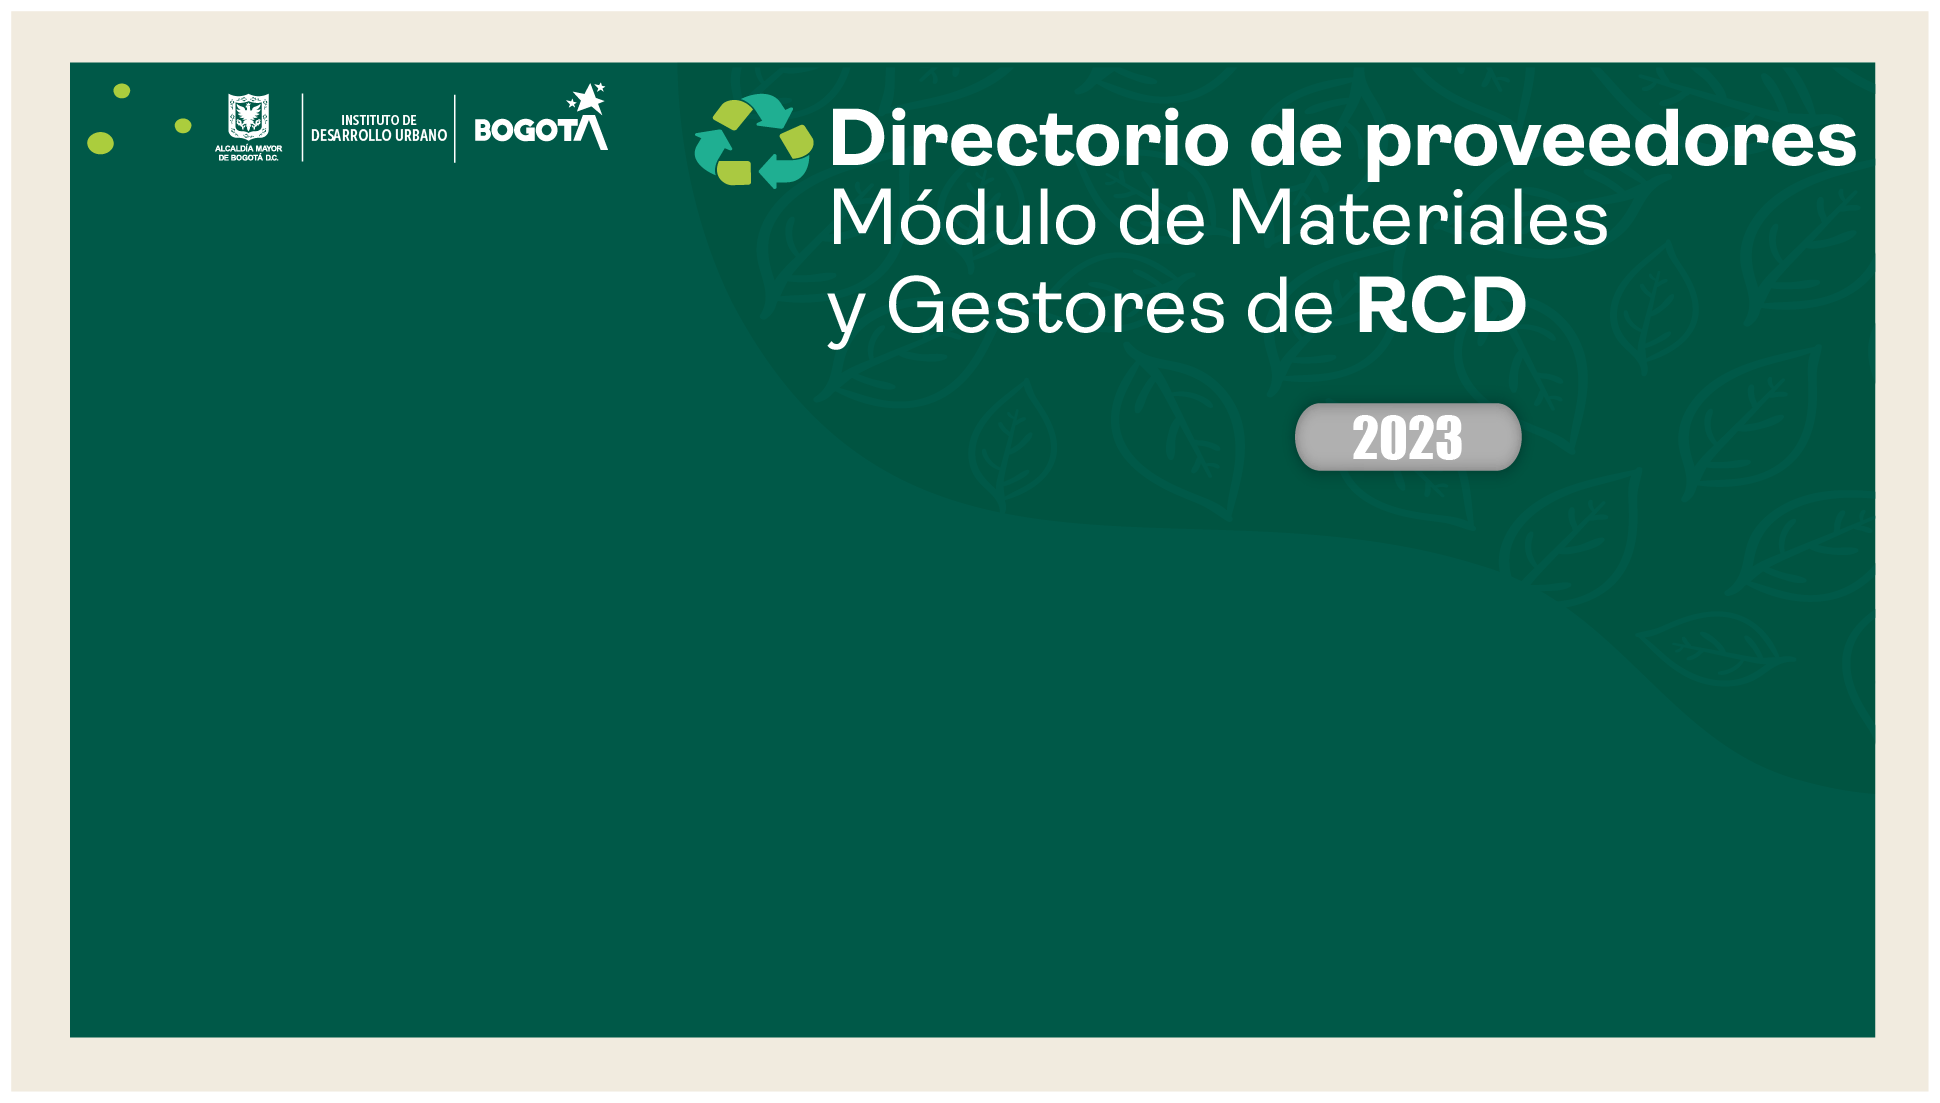 ALCALDÍA MAYOR
DE BOGOTÁ D.C.
INSTITUTO DE
DESARROLLO URBANO
BOGOTÁ
Directorio de proveedores
Módulo de Materiales
y Gestores de RCD
2023